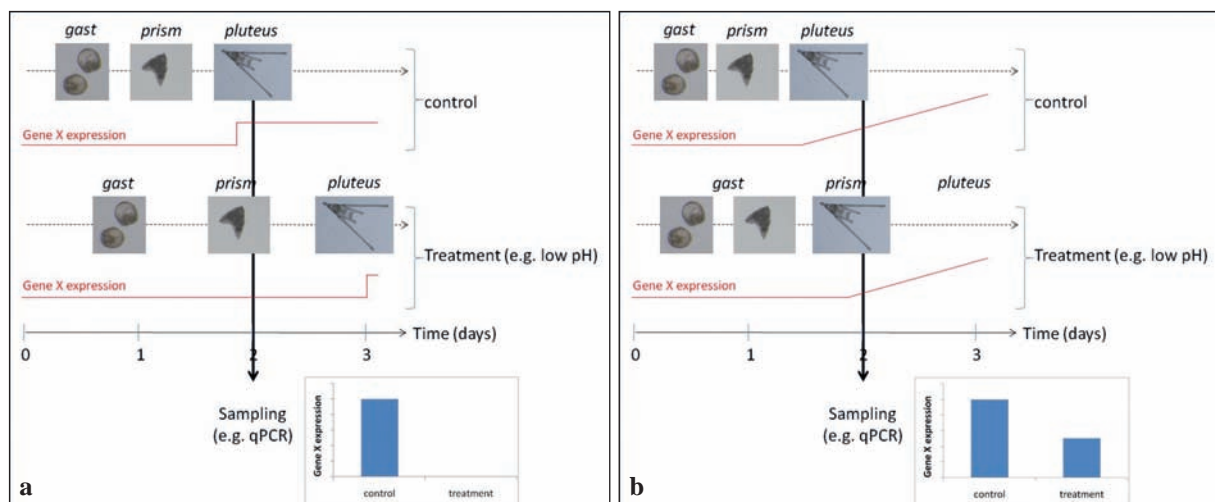 gast prism pluteus
control
Gene X expression
gast prism pluteus
Treatment (e.g. low pH)
Gene X expression
Time (days)
0 1 2 3
Sampling
(e.g. qPCR)
Gene X expression
control treatment
a
gast prism pluteus
control
Gene X expression
gast prism pluteus
Treatment (e.g. low pH)
Gene X expression
Time (days)
0 1 2 3
Sampling
(e.g. qPCR)
Gene X expression
control treatment
b